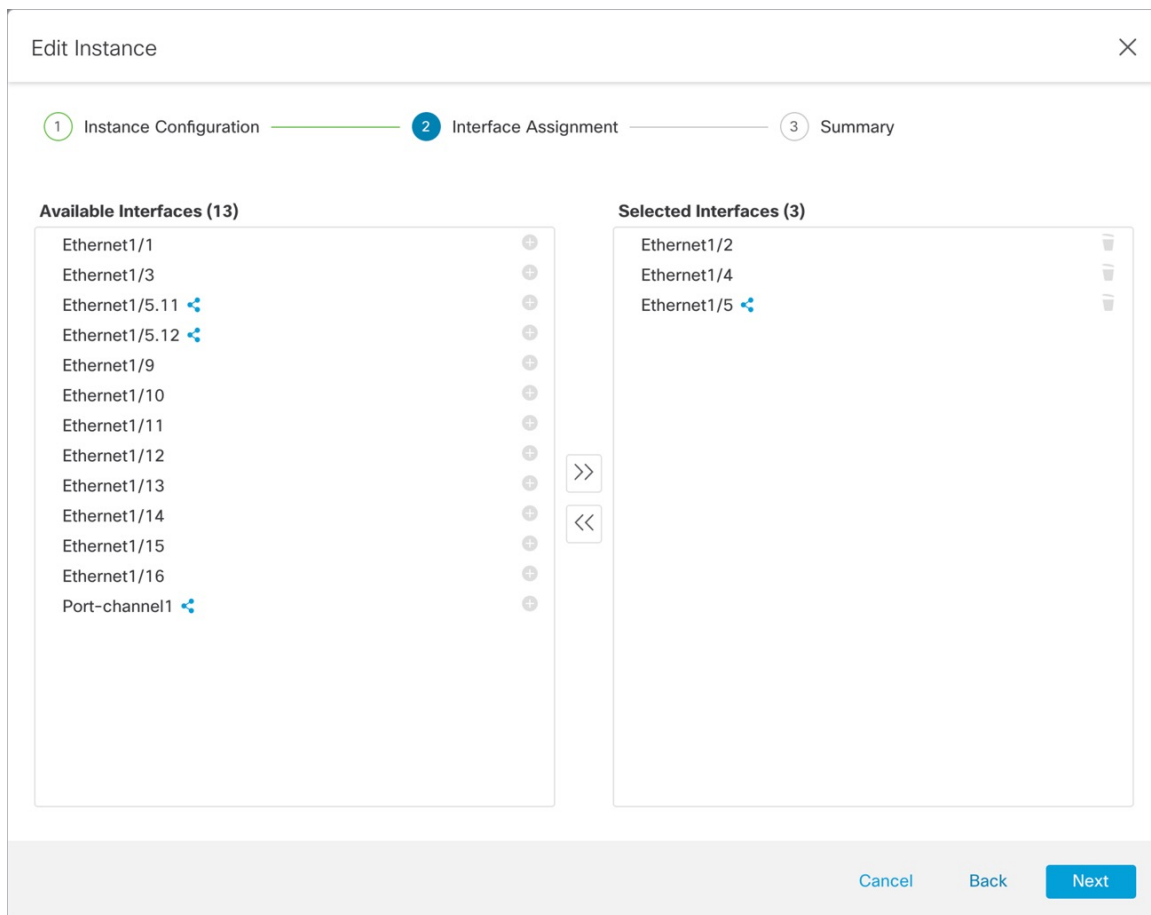 Edit Instance
1 Instance Configuration 2 Interface Assignment 3 Summary
Available Interfaces (13)
Ethernet1/1
Ethernet1/3
Ethernet1/5.11
Ethernet1/5.12
Ethernet1/9
Ethernet1/10
Ethernet1/11
Ethernet1/12
Ethernet1/13
Ethernet1/14
Ethernet1/15
Ethernet1/16
Port-channel1
Selected Interfaces (3)
Ethernet1/2
Ethernet1/4
Ethernet1/5
Cancel Back Next